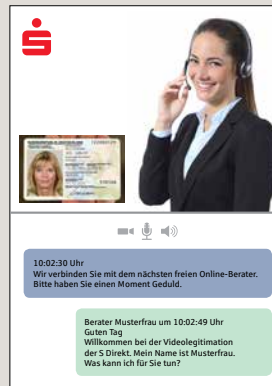 10:02:30 Uhr
Wir verbinden Sie mit dem nächsten freien Online-Berater.
Bitte haben Sie einen Moment Geduld.
Berater Musterfrau um 10:02:49 Uhr
Guten Tag
Willkommen bei der Videolegitimation
der S Direkt. Mein Name ist Musterfrau.
Was kann ich für Sie tun?